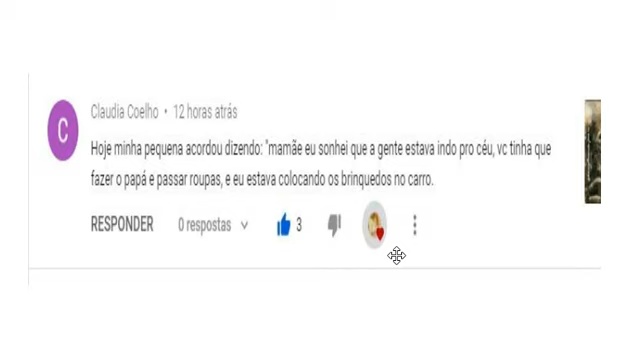 C
Claudia Coelho • 12 horas atrás
Hoje minha pequena acordou dizendo: "mamãe eu sonhei que a gente estava indo pro céu, vc tinha que
fazer o papá e passar roupas, e eu estava colocando os brinquedos no carro.
RESPONDER 0 respostas 3